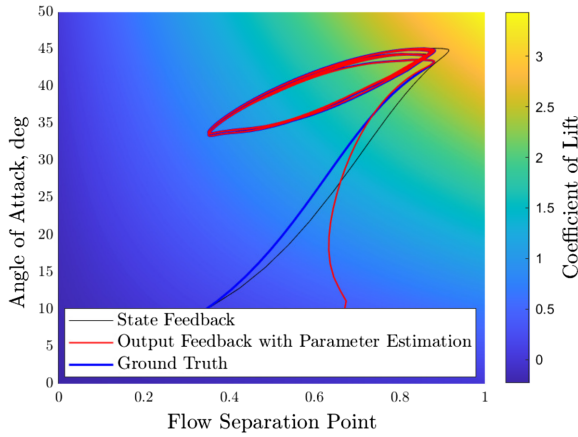 50
45
40
35
30
25
20
15
10
5
0
Angle of Attack, deg
State Feedback
Output Feedback with Parameter Estimation
Ground Truth
0 0.2 0.4 0.6 0.8 1
Flow Separation Point
3
2.5
2
1.5
1
0.5
0
Coefficient of Lift